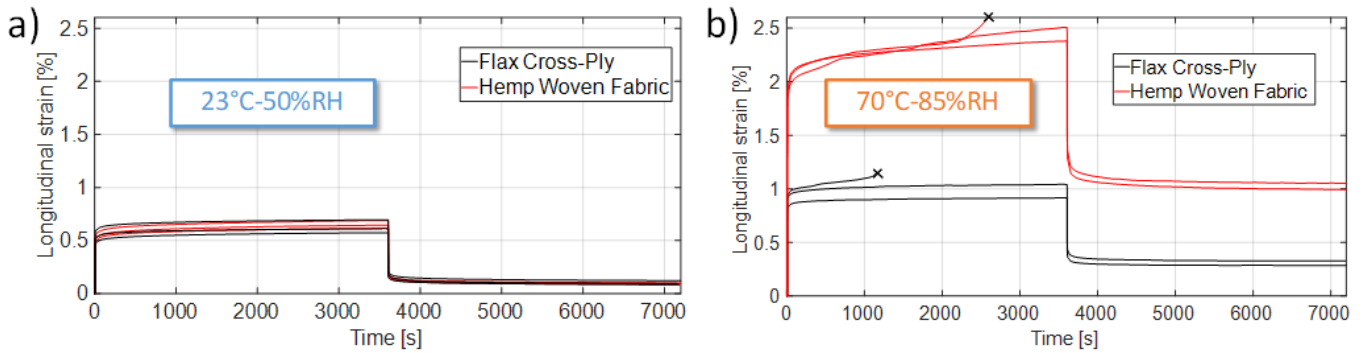 a)
Longitudinal strain [%]
2.5
2
1.5
1
0.5
0
Flax Cross-Ply
Hemp Woven Fabric
23°C-50%RH
0 1000 2000 3000 4000 5000 6000 7000
Time [s]
b)
Longitudinal strain [%]
2.5
2
1.5
1
0.5
0
Flax Cross-Ply
Hemp Woven Fabric
70°C-85%RH
0 1000 2000 3000 4000 5000 6000 7000
Time [s]